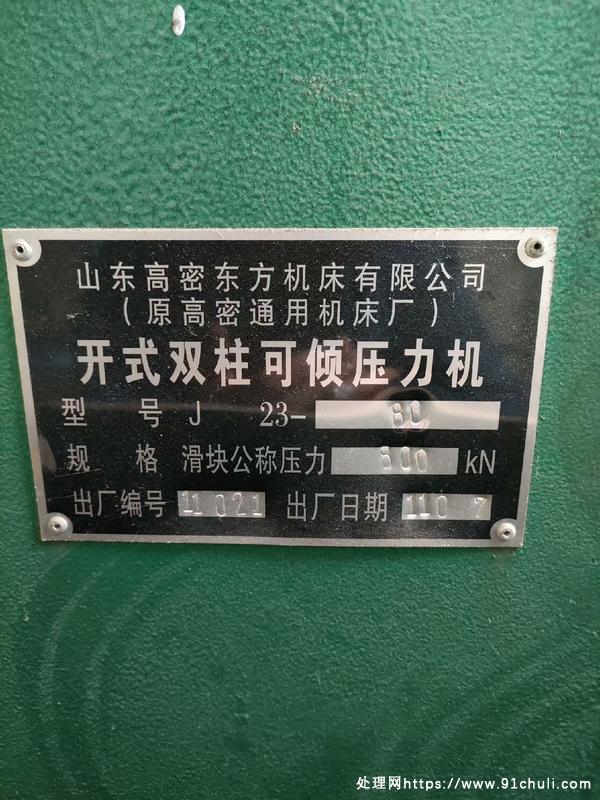 山东高密东方机床有限公司
（原高密通用机床厂）
开式双柱可倾压力机
型 号 J 23- 80
规 格 滑块公称压力 800 kN
出厂编号 11021 出厂日期 110 7
处理网https://www.91chuli.com